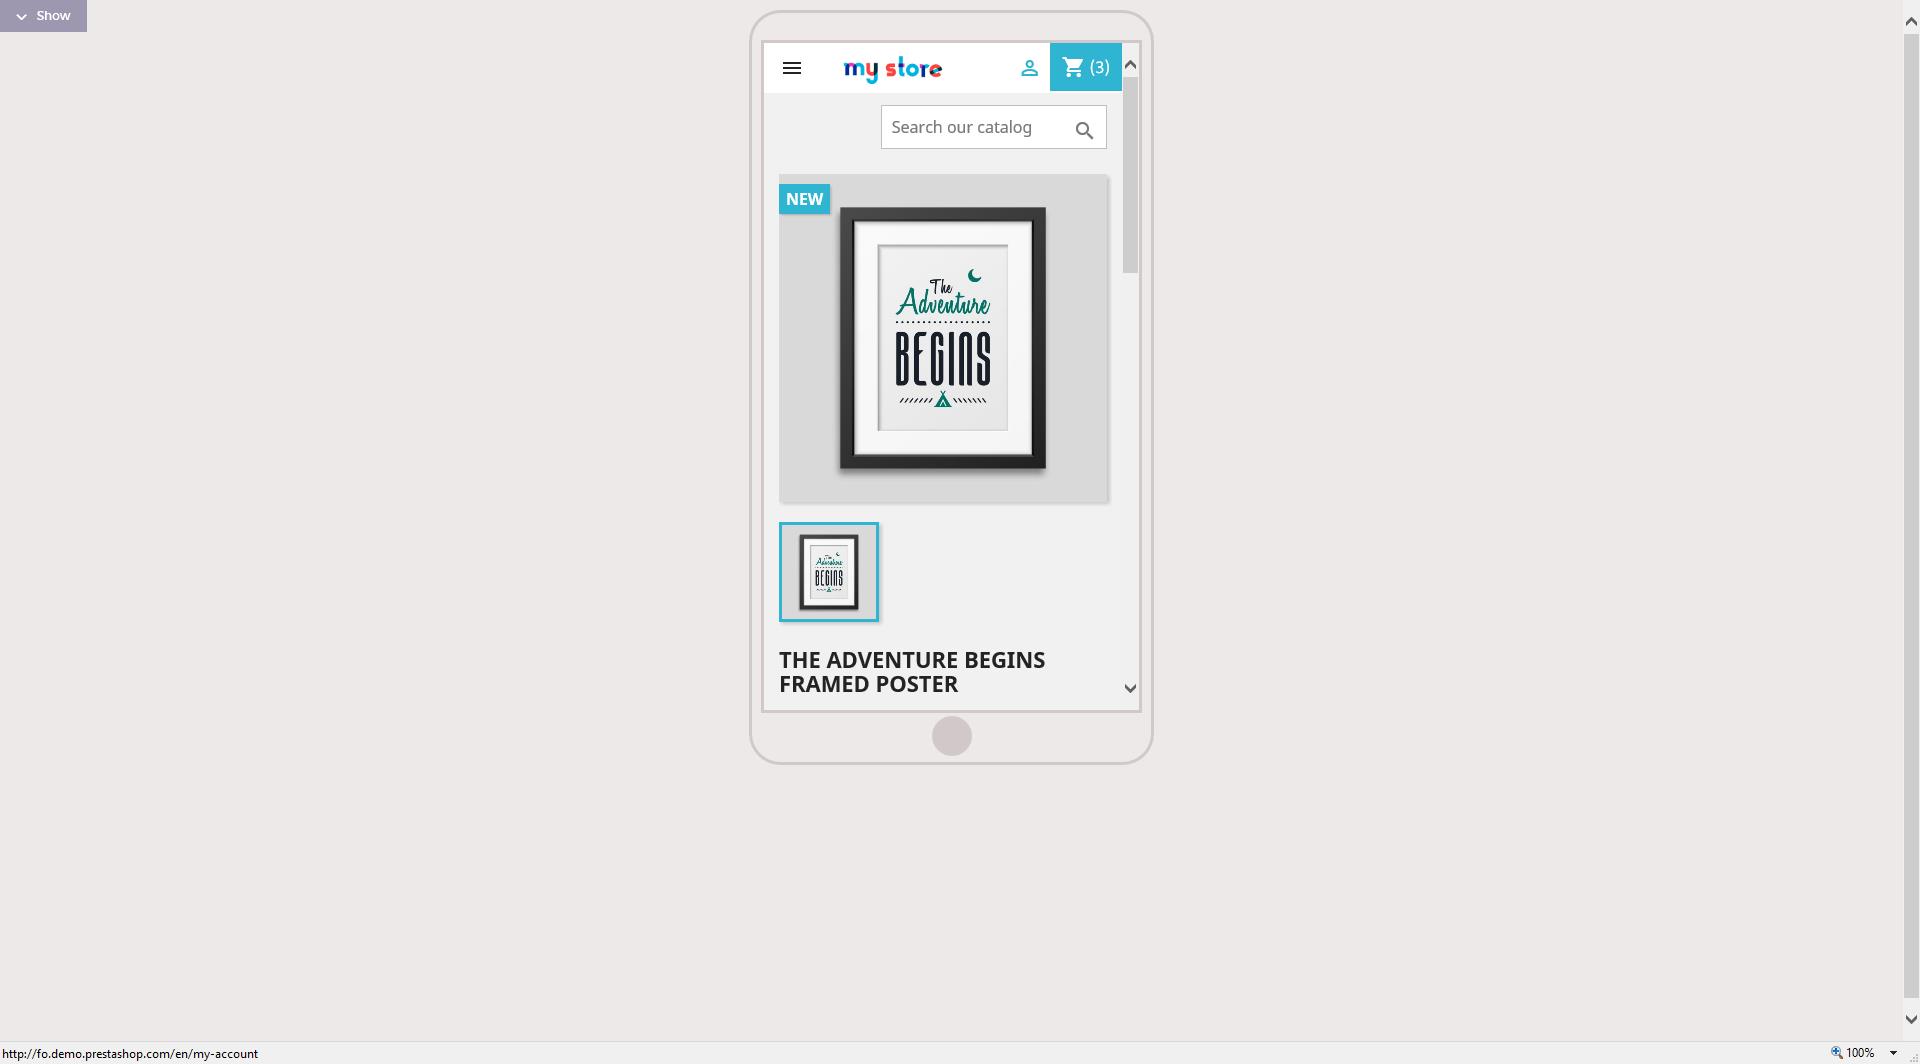 Show
my store
(3)
Search our catalog
NEW
The
Adventure
BEGINS
The
Adventure
BEGINS
THE ADVENTURE BEGINS
FRAMED POSTER
http://fo.demo.prestashop.com/en/my-account
100%